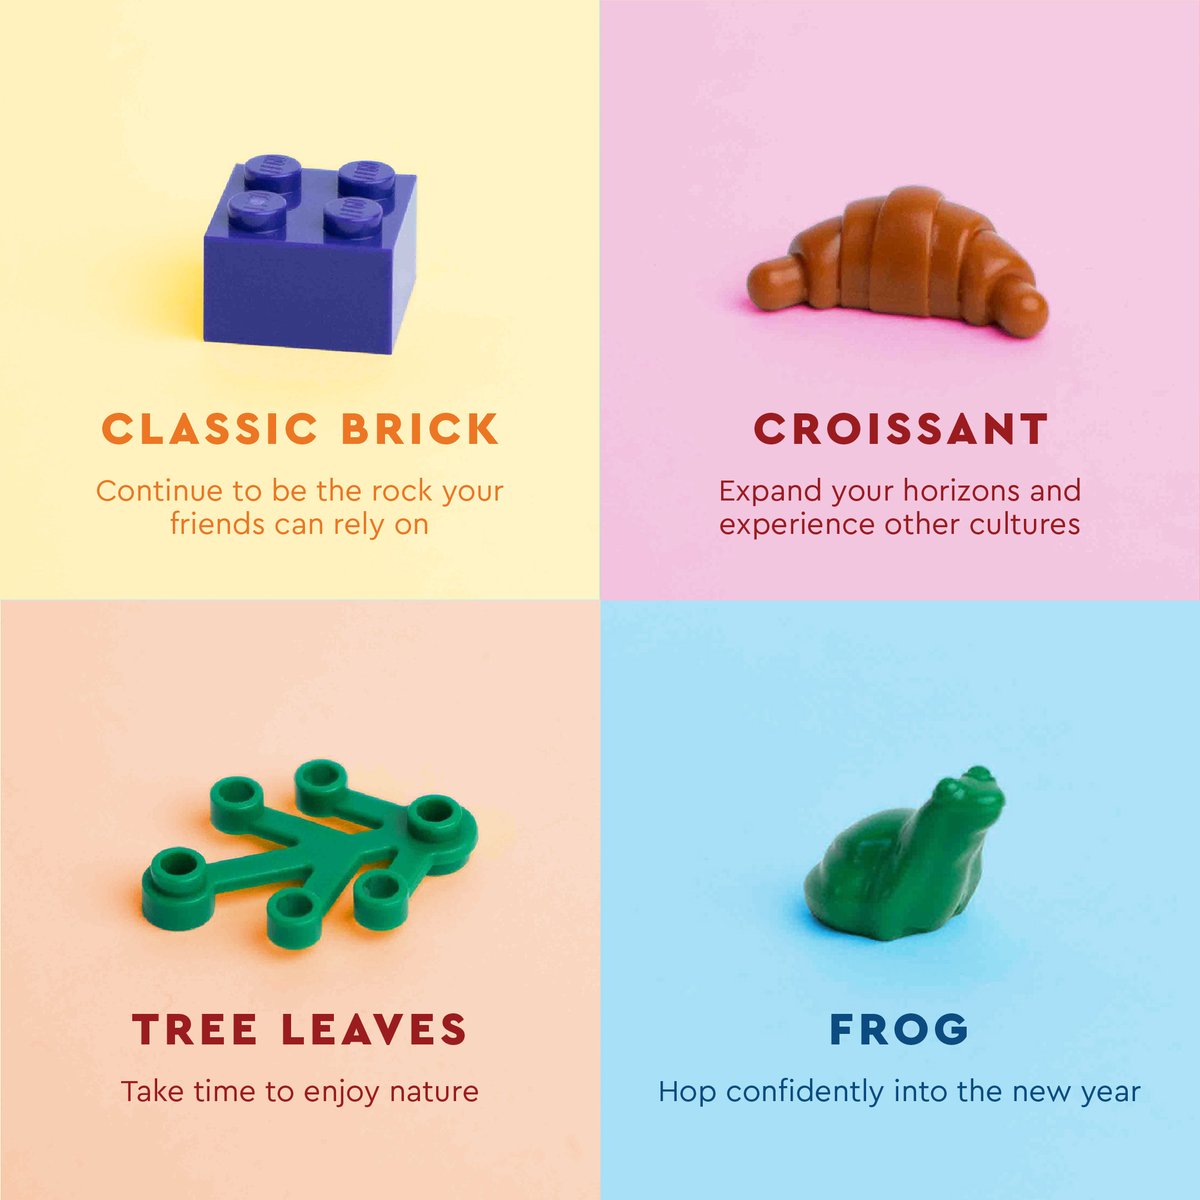 CLASSIC BRICK
Continue to be the rock your
friends can rely on
CROISSANT
Expand your horizons and
experience other cultures
TREE LEAVES
Take time to enjoy nature
FROG
Hop confidently into the new year